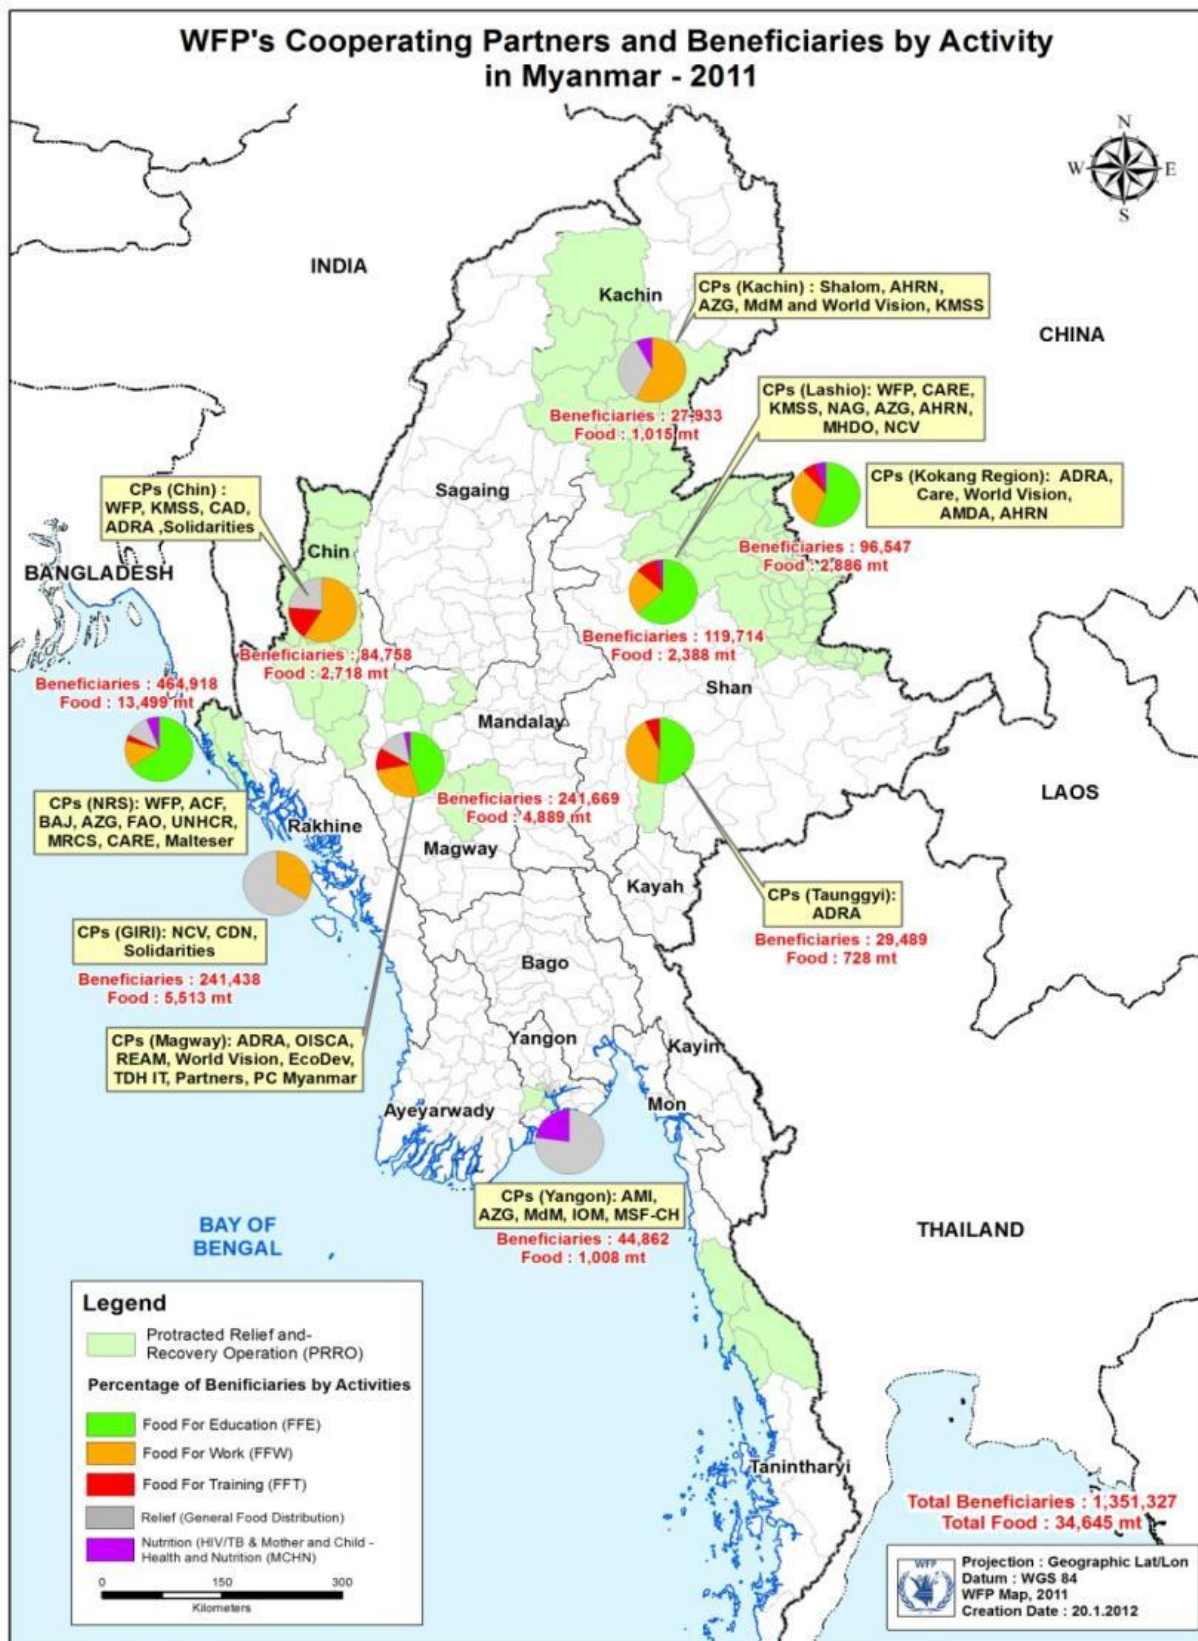 WFP's Cooperating Partners and Beneficiaries by Activity
in Myanmar - 2011
N
W
E
S
INDIA
CHINA
Kachin
CPs (Kachin) : Shalom, AHRN,
AZG, MdM and World Vision, KMSS
Beneficiaries : 27,933
Food : 1,015 mt
CPs (Lashio): WFP, CARE,
KMSS, NAG, AZG, AHRN,
MHDO, NCV
CPs (Kokang Region): ADRA,
Care, World Vision,
AMDA, AHRN
Beneficiaries : 96,547
Food : 2,886 mt
Sagaing
CPs (Chin) :
WFP, KMSS, CAD,
ADRA ,Solidarities
Chin
BANGLADESH
Beneficiaries : 84,758
Food : 2,718 mt
Beneficiaries : 119,714
Food : 2,388 mt
Shan
Beneficiaries : 464,918
Food : 13,499 mt
Mandalay
CPs (NRS): WFP, ACF,
BAJ, AZG, FAO, UNHCR,
MRCS, CARE, Malteser
Rakhine
Beneficiaries : 241,669
Food : 4,889 mt
Magway
LAOS
Kayah
CPs (Taunggyi):
ADRA
Beneficiaries : 29,489
Food : 728 mt
CPs (GIRI): NCV, CDN,
Solidarities
Beneficiaries : 241,438
Food : 5,513 mt
Bago
CPs (Magway): ADRA, OISCA,
REAM, World Vision, EcoDev,
TDH IT, Partners, PC Myanmar
Yangon
Kayin
Ayeyarwady
Mon
CPs (Yangon): AMI,
AZG, MdM, IOM, MSF-CH
Beneficiaries : 44,862
Food : 1,008 mt
BAY OF
BENGAL
THAILAND
Tanintharyi
Legend
Protracted Relief and-
Recovery Operation (PRRO)
Percentage of Benificiaries by Activities
Food For Education (FFE)
Food For Work (FFW)
Food For Training (FFT)
Relief (General Food Distribution)
Nutrition (HIV/TB & Mother and Child -
Health and Nutrition (MCHN)
0 150 300
Kilometers
Total Beneficiaries : 1,351,327
Total Food : 34,645 mt
WFP
Projection : Geographic Lat/Lon
Datum : WGS 84
WFP Map, 2011
Creation Date : 20.1.2012